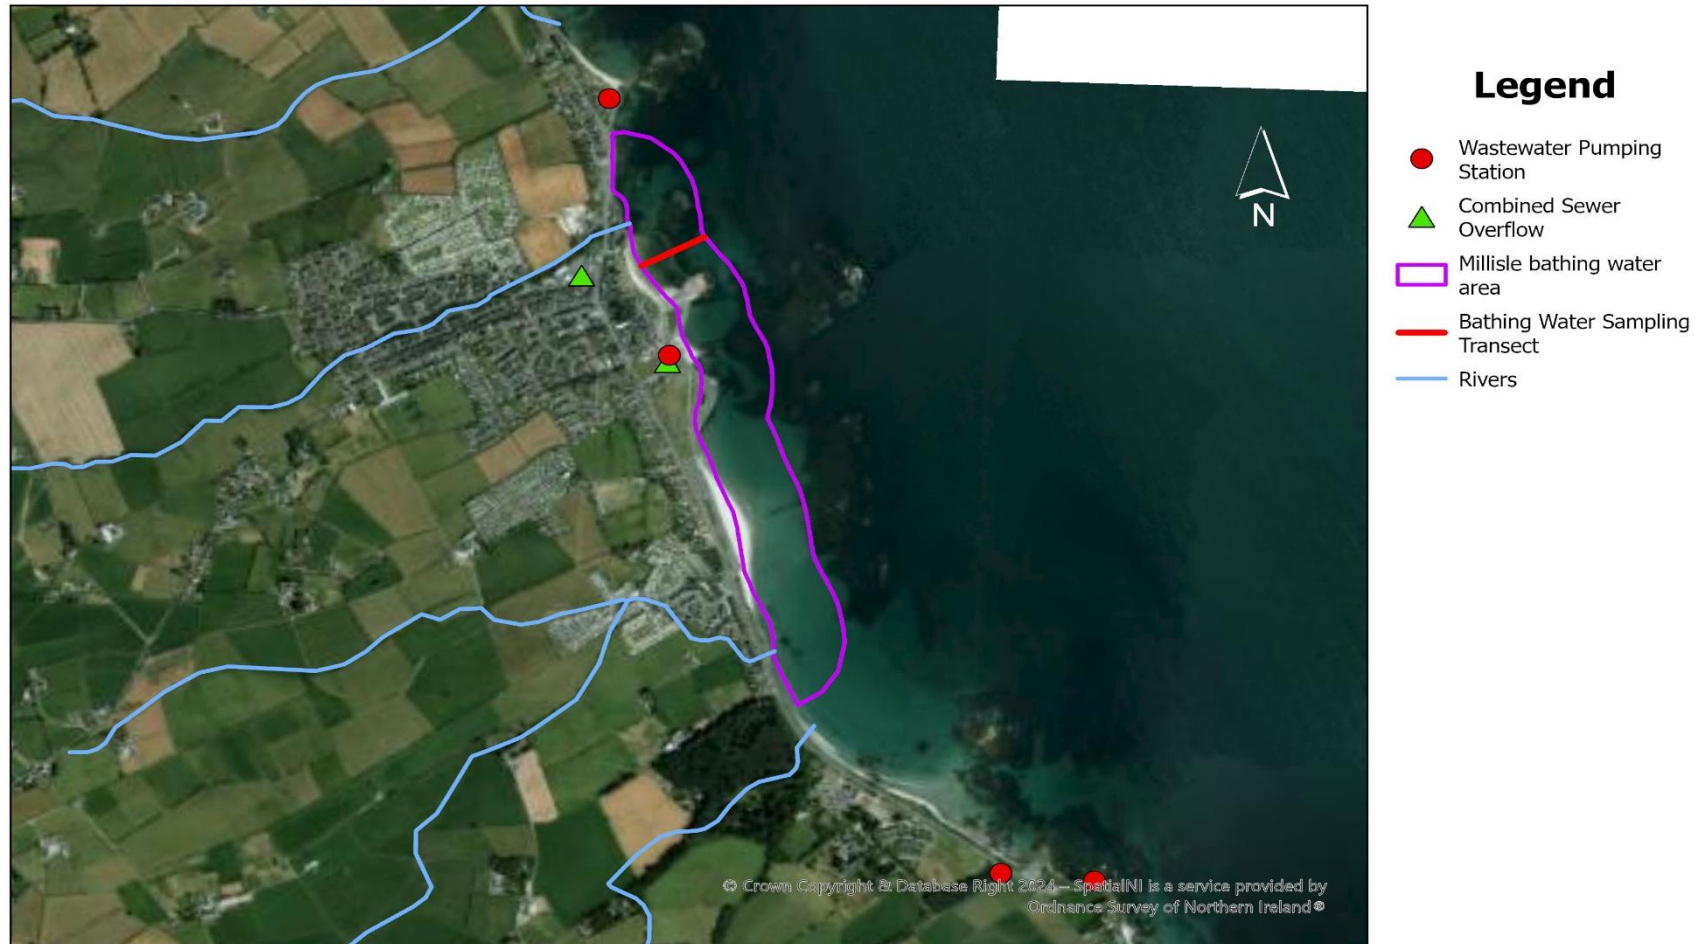 Legend
Wastewater Pumping
Station
Combined Sewer
Overflow
Millisle bathing water
area
Bathing Water Sampling
Transect
Rivers
N
© Crown Copyright & Database Right 2024 – SpatialNI is a service provided by
Ordnance Survey of Northern Ireland®